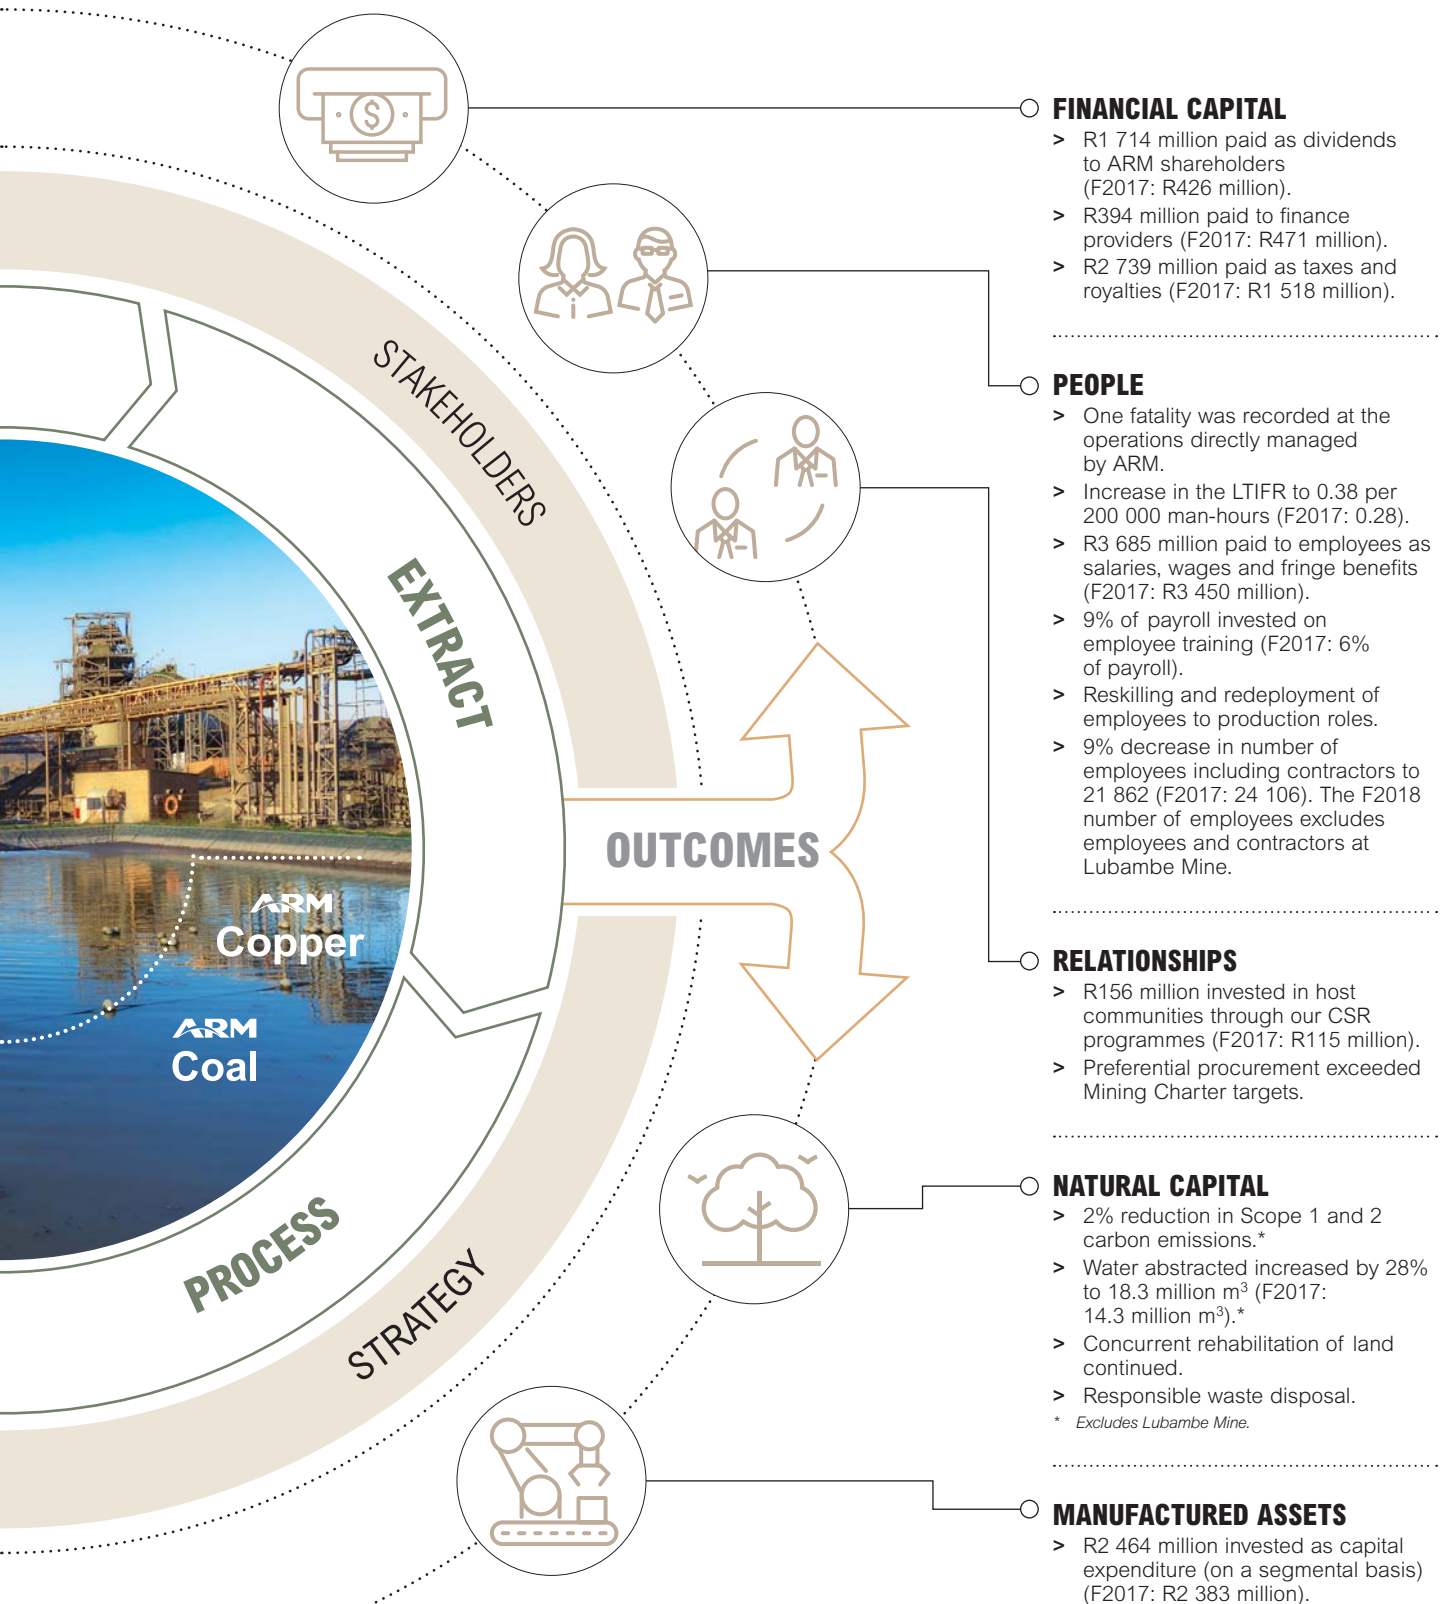 FINANCIAL CAPITAL
> R1 714 million paid as dividends
to ARM shareholders
(F2017: R426 million).
> R394 million paid to finance
providers (F2017: R471 million).
> R2 739 million paid as taxes and
royalties (F2017: R1 518 million).
PEOPLE
> One fatality was recorded at the
operations directly managed
by ARM.
> Increase in the LTIFR to 0.38 per
200 000 man-hours (F2017: 0.28).
> R3 685 million paid to employees as
salaries, wages and fringe benefits
(F2017: R3 450 million).
> 9% of payroll invested on
employee training (F2017: 6%
of payroll).
> Reskilling and redeployment of
employees to production roles.
> 9% decrease in number of
employees including contractors to
21 862 (F2017: 24 106). The F2018
number of employees excludes
employees and contractors at
Lubambe Mine.
RELATIONSHIPS
> R156 million invested in host
communities through our CSR
programmes (F2017: R115 million).
> Preferential procurement exceeded
Mining Charter targets.
NATURAL CAPITAL
> 2% reduction in Scope 1 and 2
carbon emissions.*
> Water abstracted increased by 28%
to 18.3 million m³ (F2017:
14.3 million m³).*
> Concurrent rehabilitation of land
continued.
> Responsible waste disposal.
* Excludes Lubambe Mine.
MANUFACTURED ASSETS
> R2 464 million invested as capital
expenditure (on a segmental basis)
(F2017: R2 383 million).
$
STAKEHOLDERS
EXTRACT
OUTCOMES
ARM
Copper
ARM
Coal
PROCESS
STRATEGY